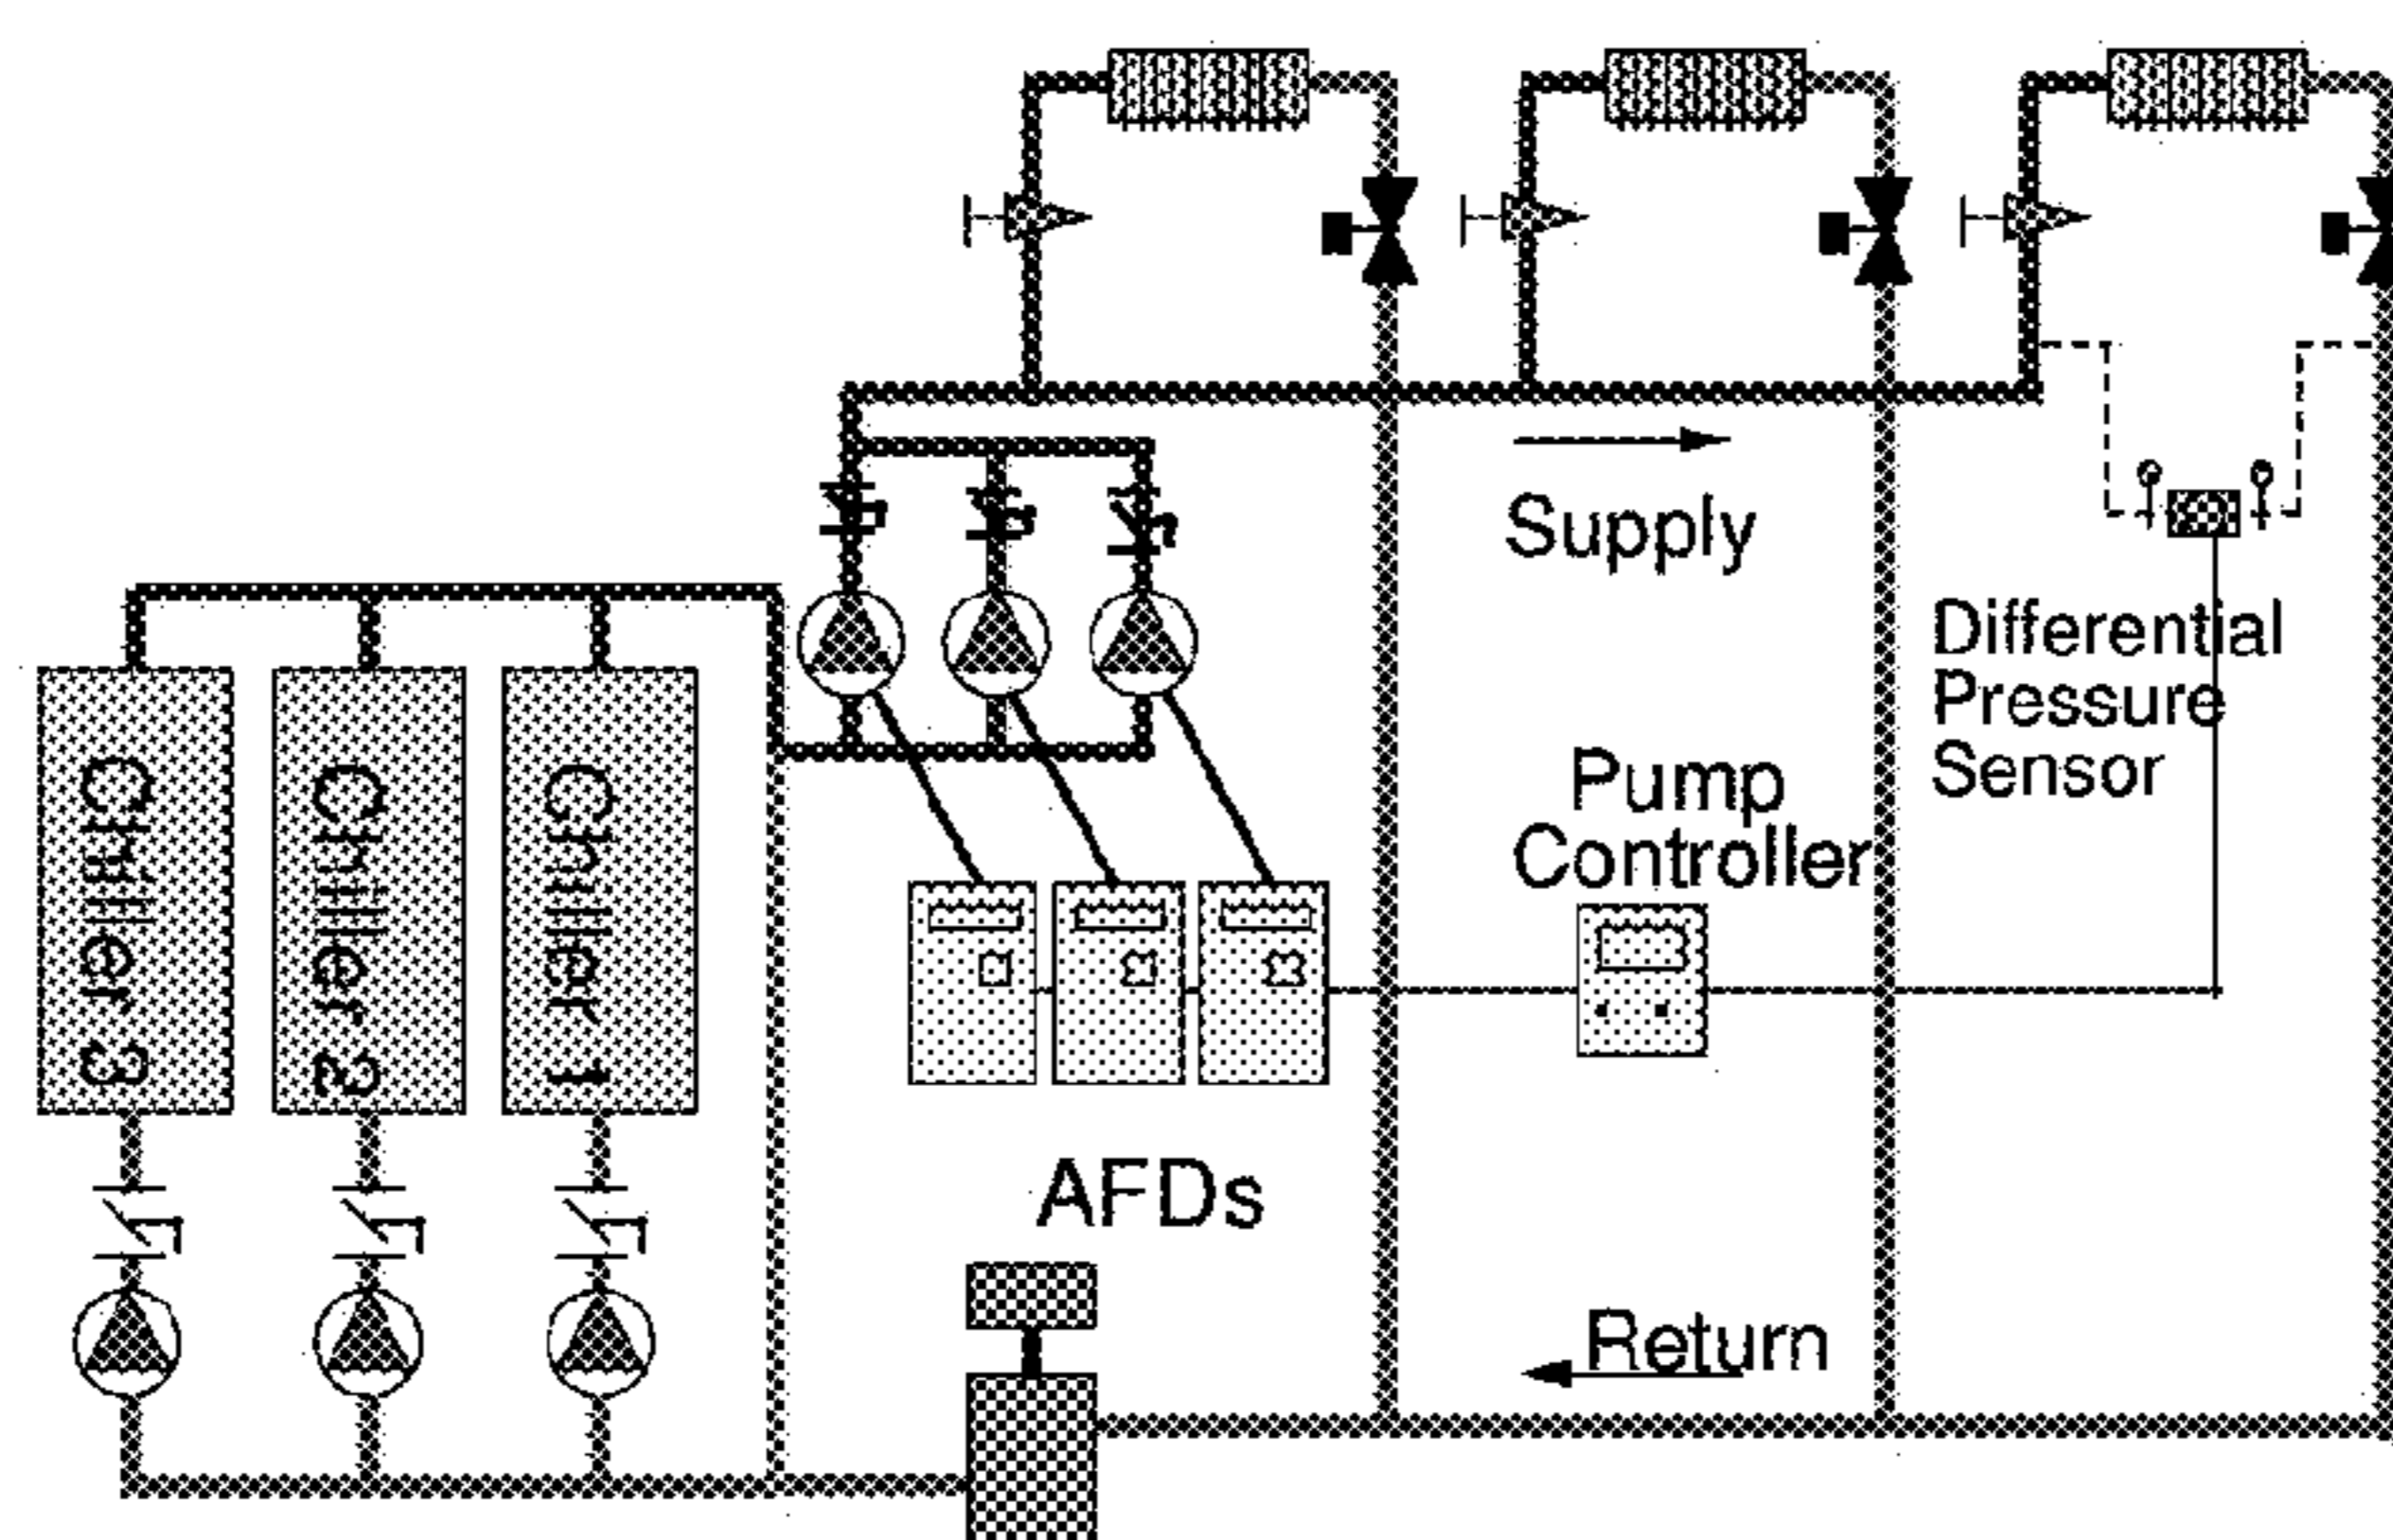 Supply
Differential
Pressure
Sensor
Pump
Controller
Chiller 3
Chiller 2
Chiller 1
AFDs
Return